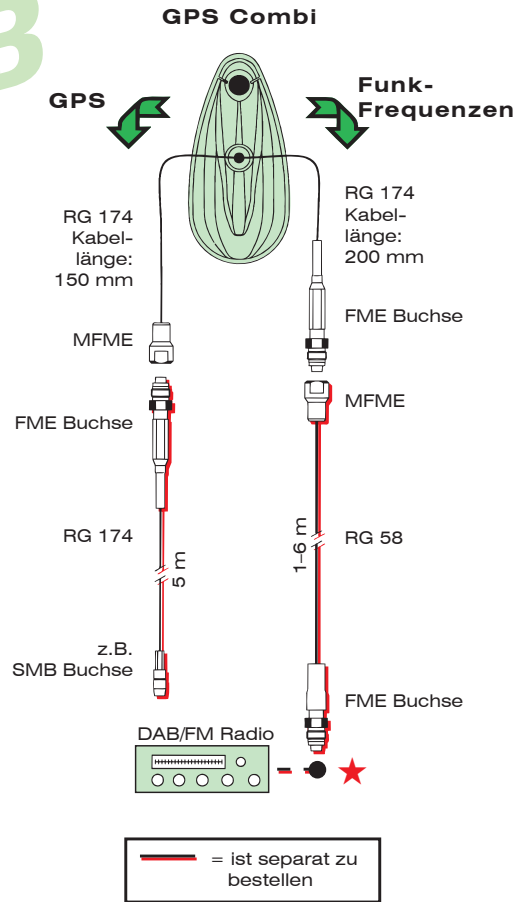 B
GPS Combi
GPS
Funk-
Frequenzen
RG 174
Kabel-
länge:
150 mm
RG 174
Kabel-
länge:
200 mm
FME Buchse
MFME
MFME
FME Buchse
RG 174
5 m
1–6 m
RG 58
z.B.
SMB Buchse
FME Buchse
DAB/FM Radio
= ist separat zu
bestellen